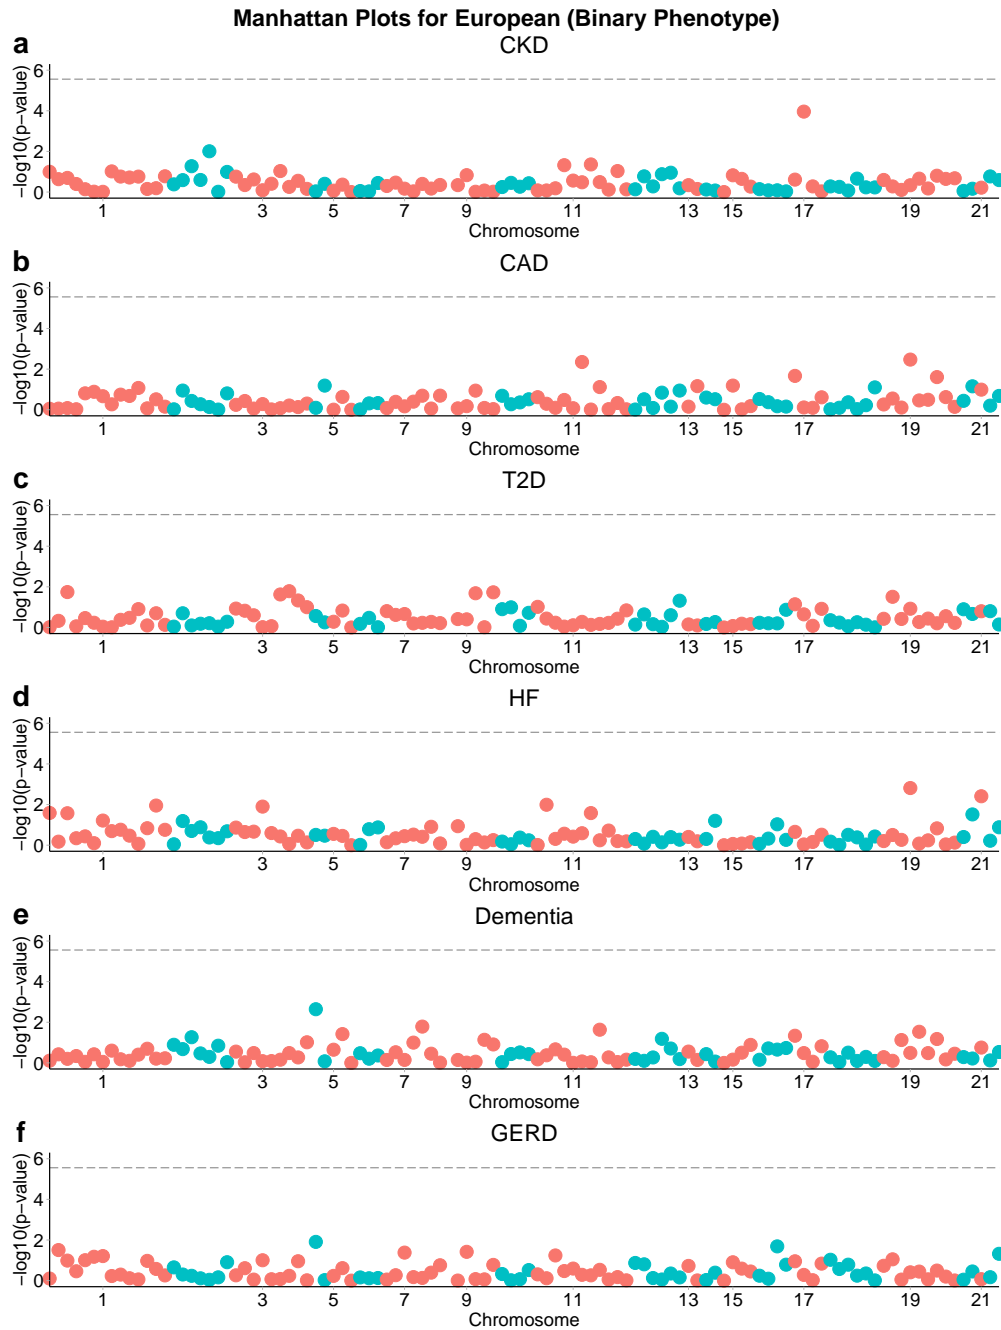 Manhattan Plots for European (Binary Phenotype)
a
CKD
−log10(p−value)
6
4
2
0
1 3 5 7 9 11 13 15 17 19 21
Chromosome
b
CAD
−log10(p−value)
6
4
2
0
1 3 5 7 9 11 13 15 17 19 21
Chromosome
c
T2D
−log10(p−value)
6
4
2
0
1 3 5 7 9 11 13 15 17 19 21
Chromosome
d
HF
−log10(p−value)
6
4
2
0
1 3 5 7 9 11 13 15 17 19 21
Chromosome
e
Dementia
−log10(p−value)
6
4
2
0
1 3 5 7 9 11 13 15 17 19 21
Chromosome
f
GERD
−log10(p−value)
6
4
2
0
1 3 5 7 9 11 13 15 17 19 21
Chromosome